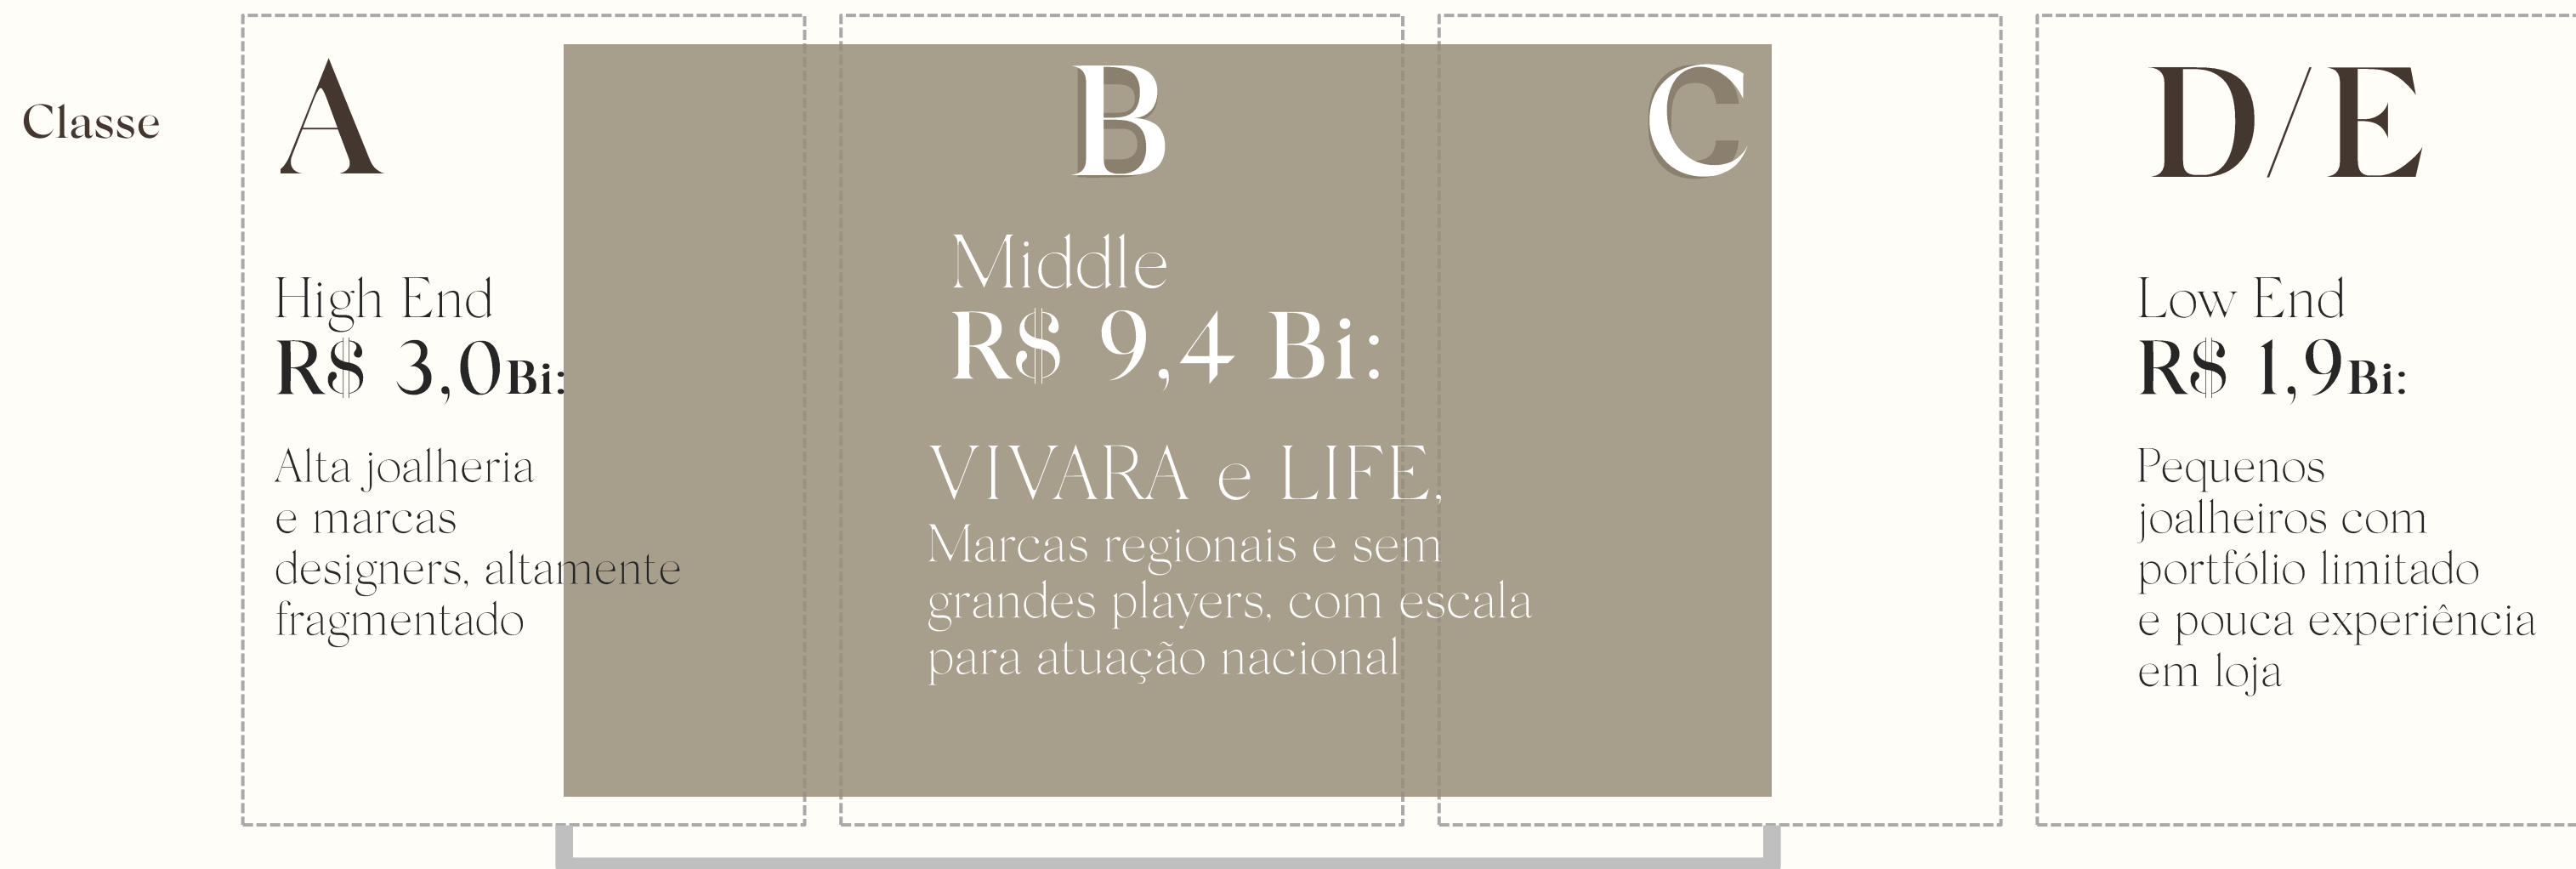 Classe
A
High End
R$ 3,0Bi:
Alta joalheria
e marcas
designers, altamente
fragmentado
B
C
Middle
R$ 9,4 Bi:
VIVARA e LIFE,
Marcas regionais e sem
grandes players, com escala
para atuação nacional
D/E
Low End
R$ 1,9Bi:
Pequenos
joalheiros com
portfólio limitado
e pouca experiência
em loja